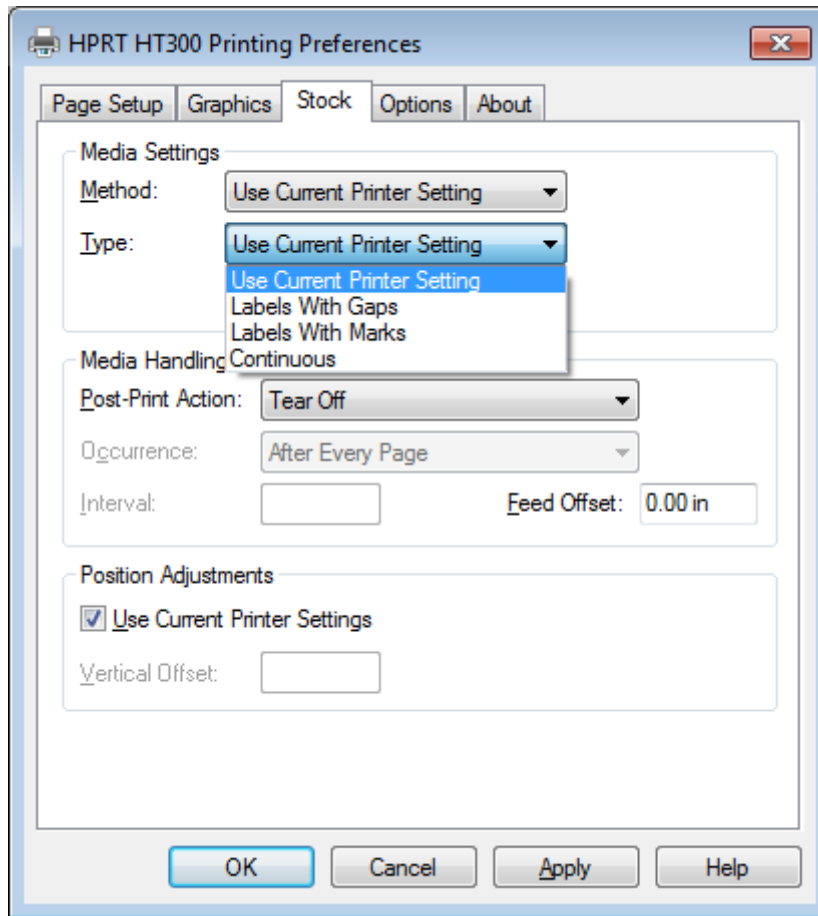 HPRT HT300 Printing Preferences
Page Setup Graphics Stock Options About
Media Settings
Method: Use Current Printer Setting
Type: Use Current Printer Setting
Use Current Printer Setting
Labels With Gaps
Labels With Marks
Continuous
Media Handling
Post-Print Action: Tear Off
Occurrence: After Every Page
Interval: Feed Offset: 0.00 in
Position Adjustments
Use Current Printer Settings
Vertical Offset:
OK Cancel Apply Help